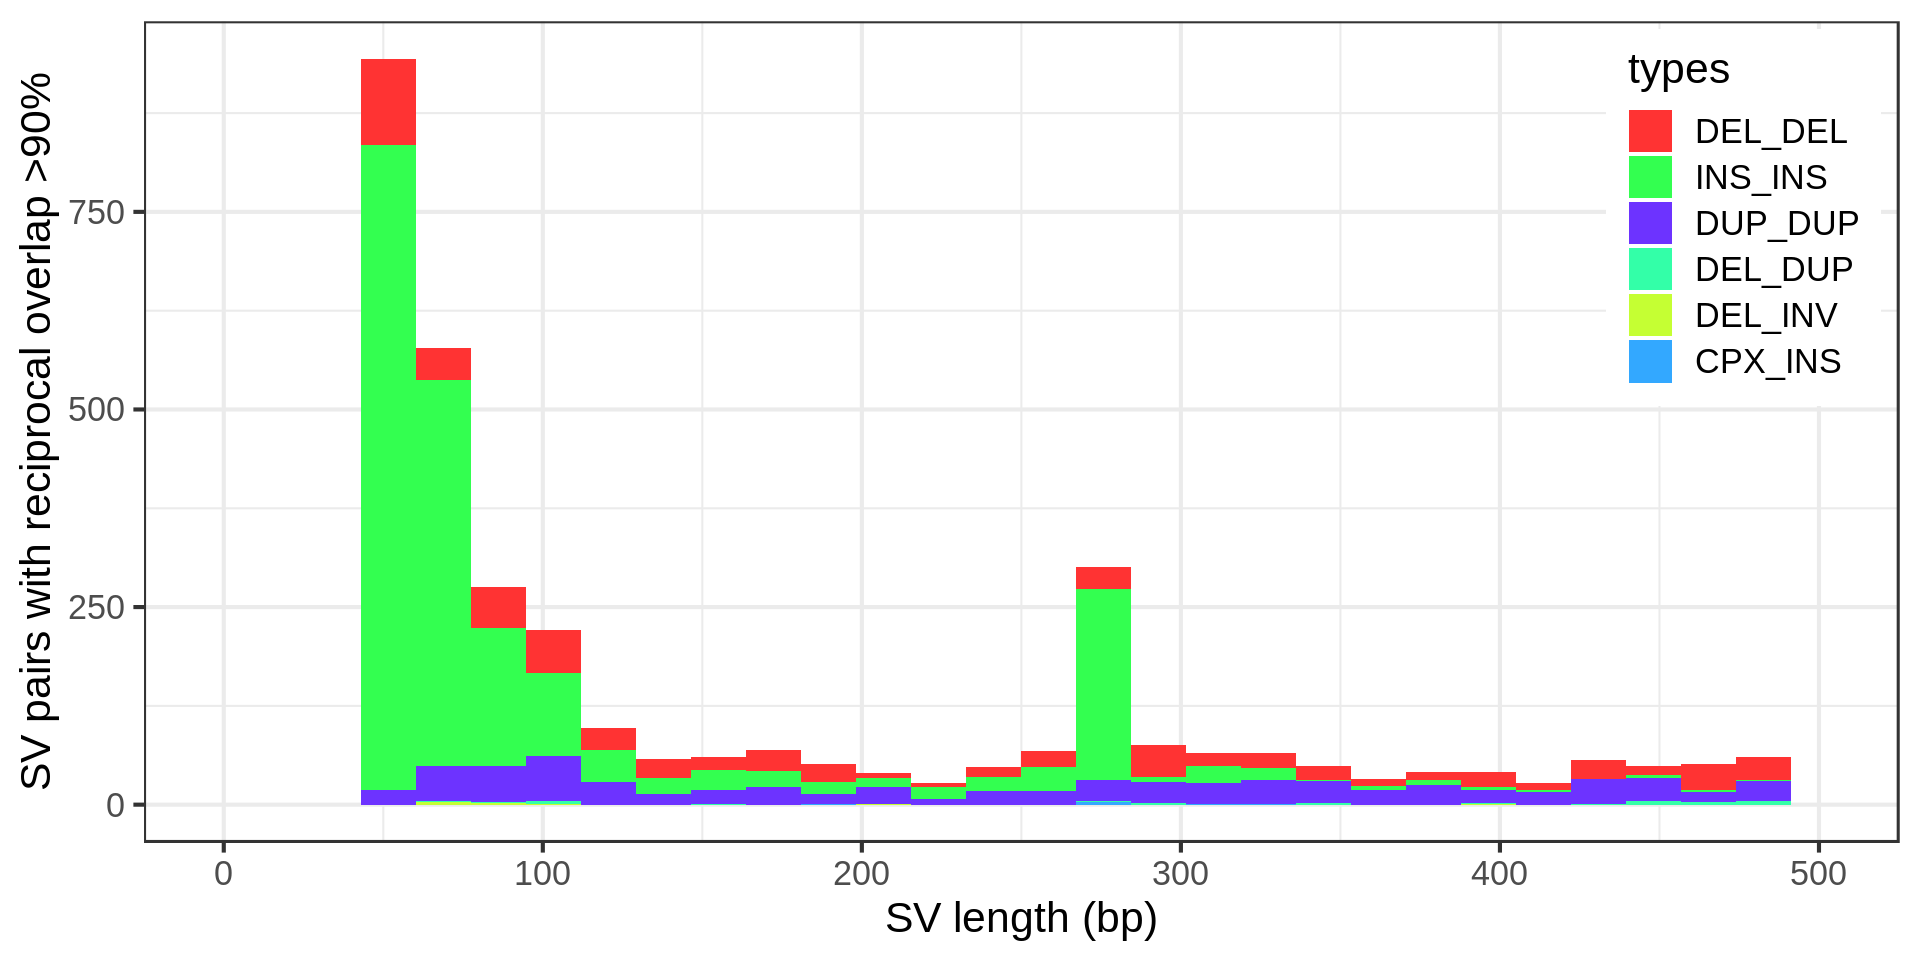 SV pairs with reciprocal overlap >90%
750
500
250
0
types
DEL_DEL
INS_INS
DUP_DUP
DEL_DUP
DEL_INV
CPX_INS
0 100 200 300 400 500
SV length (bp)